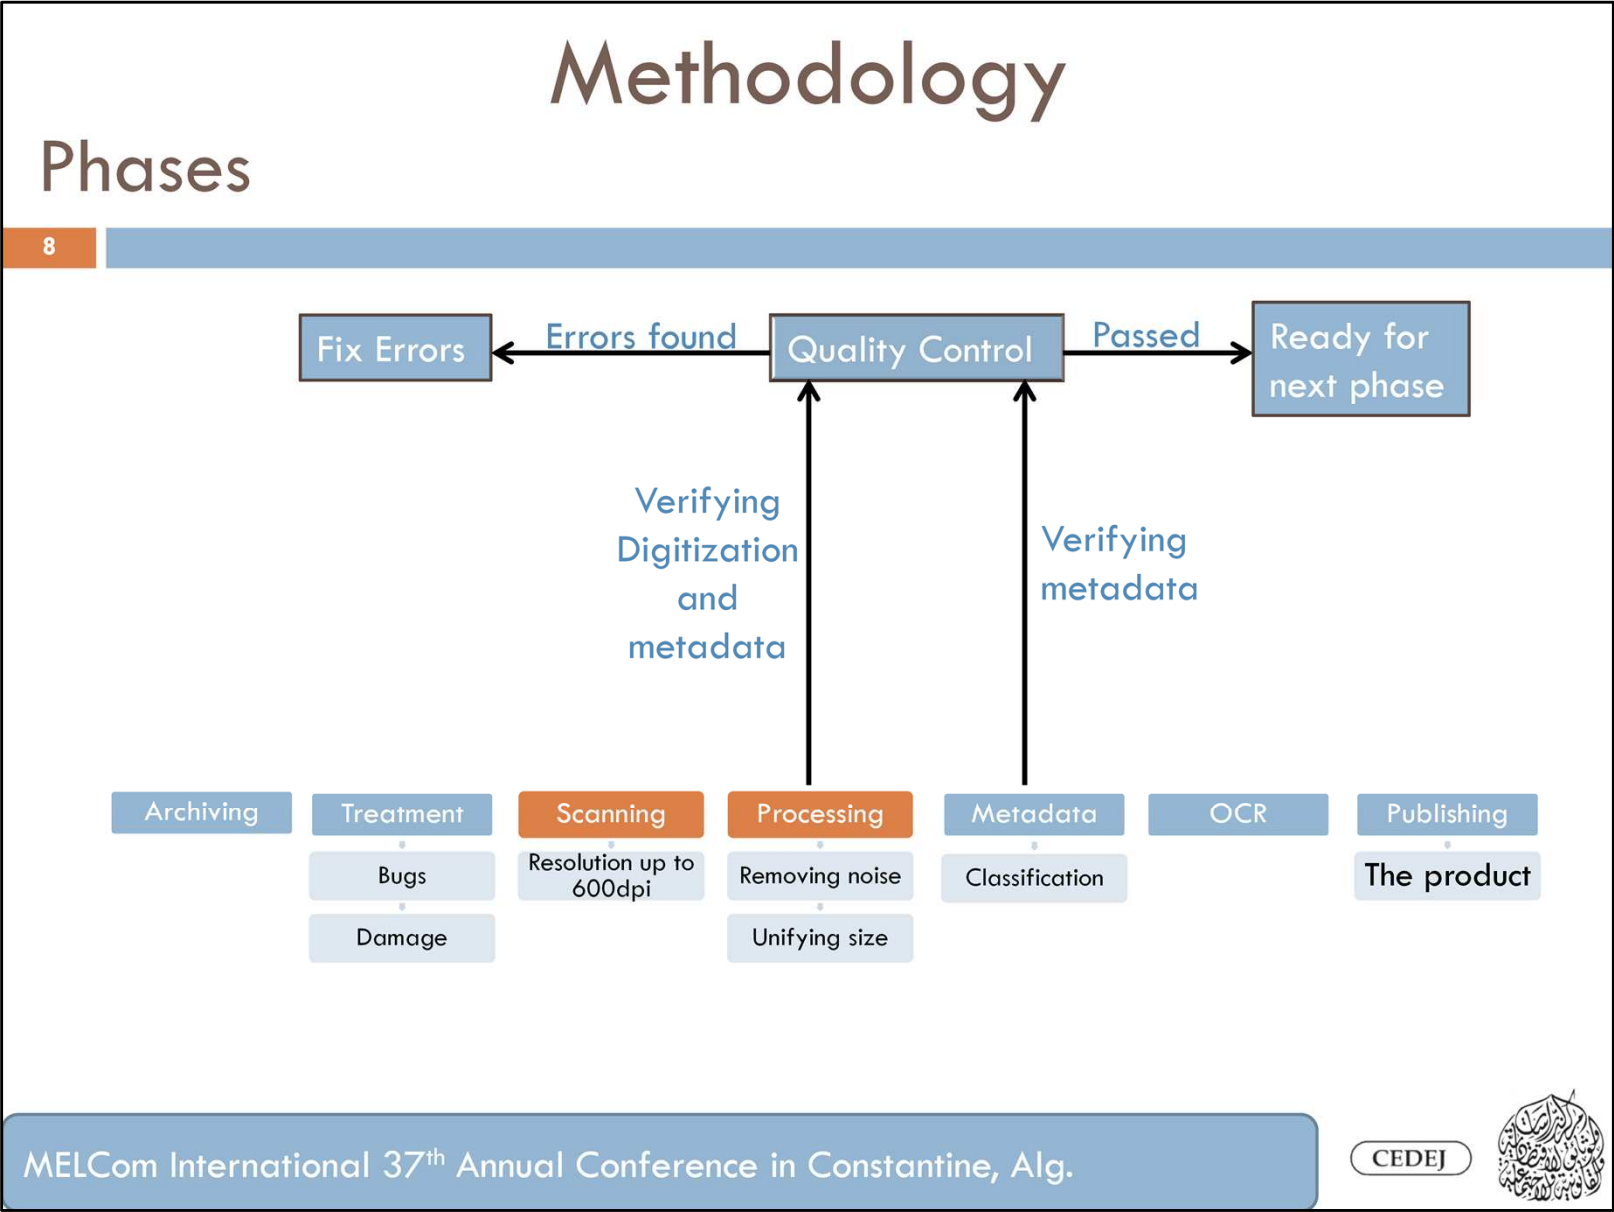 Methodology
Phases
8
Fix Errors
Errors found
Quality Control
Passed
Ready for
next phase
Verifying
Digitization
and
metadata
Verifying
metadata
Archiving
Treatment
Scanning
Processing
Metadata
OCR
Publishing
Bugs
Damage
Resolution up to
600dpi
Removing noise
Unifying size
Classification
The product
MELCom International 37th Annual Conference in Constantine, Alg.
CEDEJ